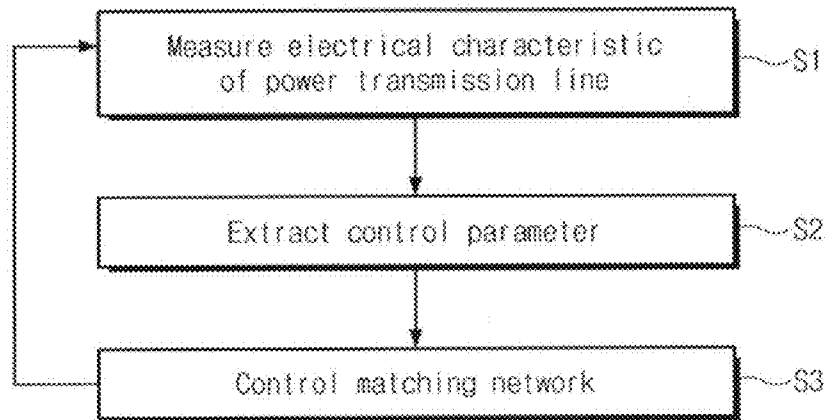 Measure electrical characteristic
of power transmission line
S1
Extract control parameter
S2
Control matching network
S3